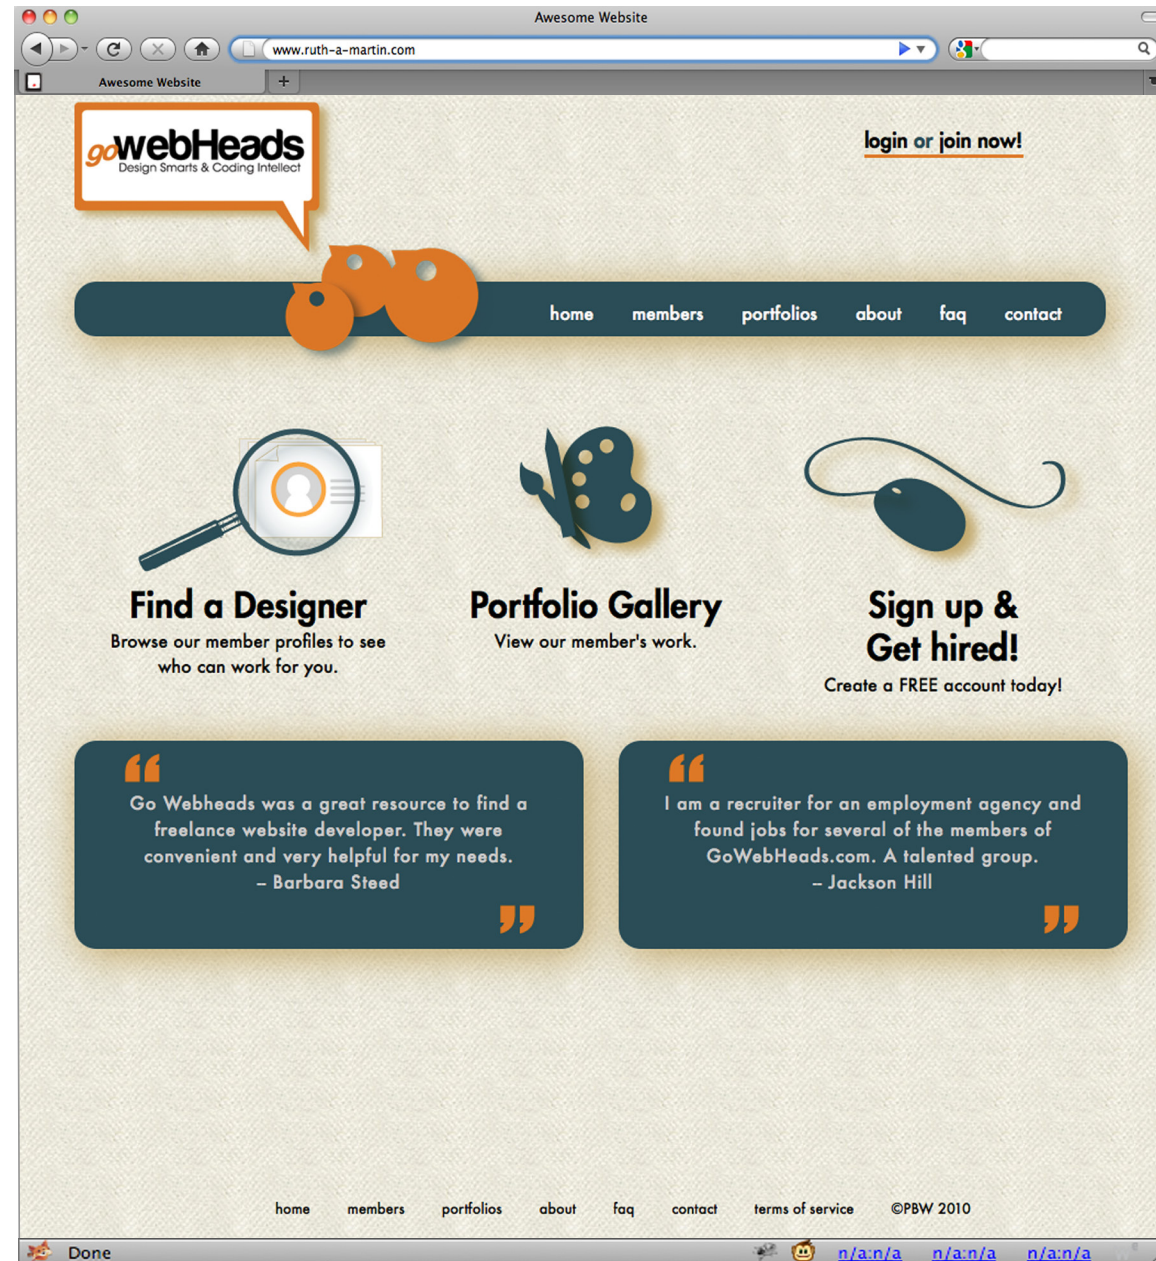 Awesome Website
www.ruth-a-martin.com
Awesome Website
gowebHeads
Design Smarts & Coding Intellect
login or join now!
home members portfolios about faq contact
Find a Designer
Browse our member profiles to see
who can work for you.
Portfolio Gallery
View our member's work.
Sign up &
Get hired!
Create a FREE account today!
“
Go Webheads was a great resource to find a
freelance website developer. They were
convenient and very helpful for my needs.
– Barbara Steed
”
“
I am a recruiter for an employment agency and
found jobs for several of the members of
GoWebHeads.com. A talented group.
– Jackson Hill
”
home members portfolios about faq contact terms of service ©PBW 2010
Done n/a:n/a n/a:n/a n/a:n/a